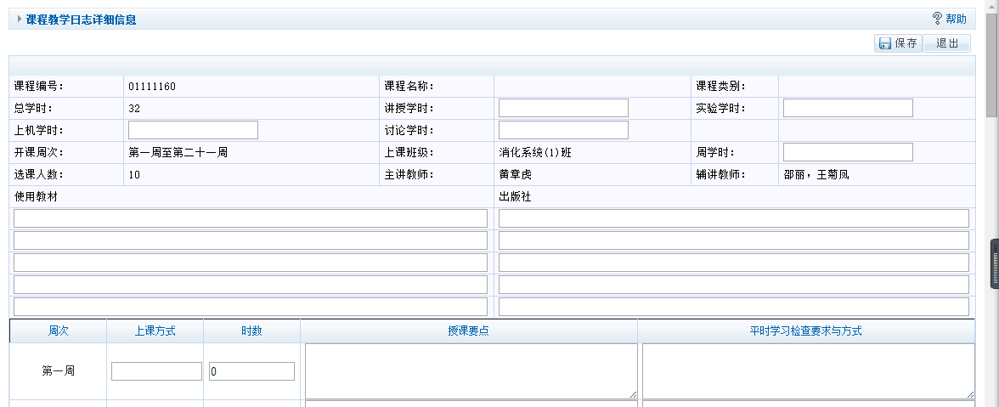 课程教学日志详细信息 帮助
保存 退出
课程编号： 01111160 课程名称： 课程类别：
总学时： 32 讲授学时： 实验学时：
上机学时： 讨论学时：
开课周次： 第一周至第二十一周 上课班级： 消化系统(1)班 周学时：
选课人数： 10 主讲教师： 黄章虎 辅讲教师： 邵丽，王菊凤
使用教材 出版社
周次 上课方式 时数 授课要点 平时学习检查要求与方式
第一周 0